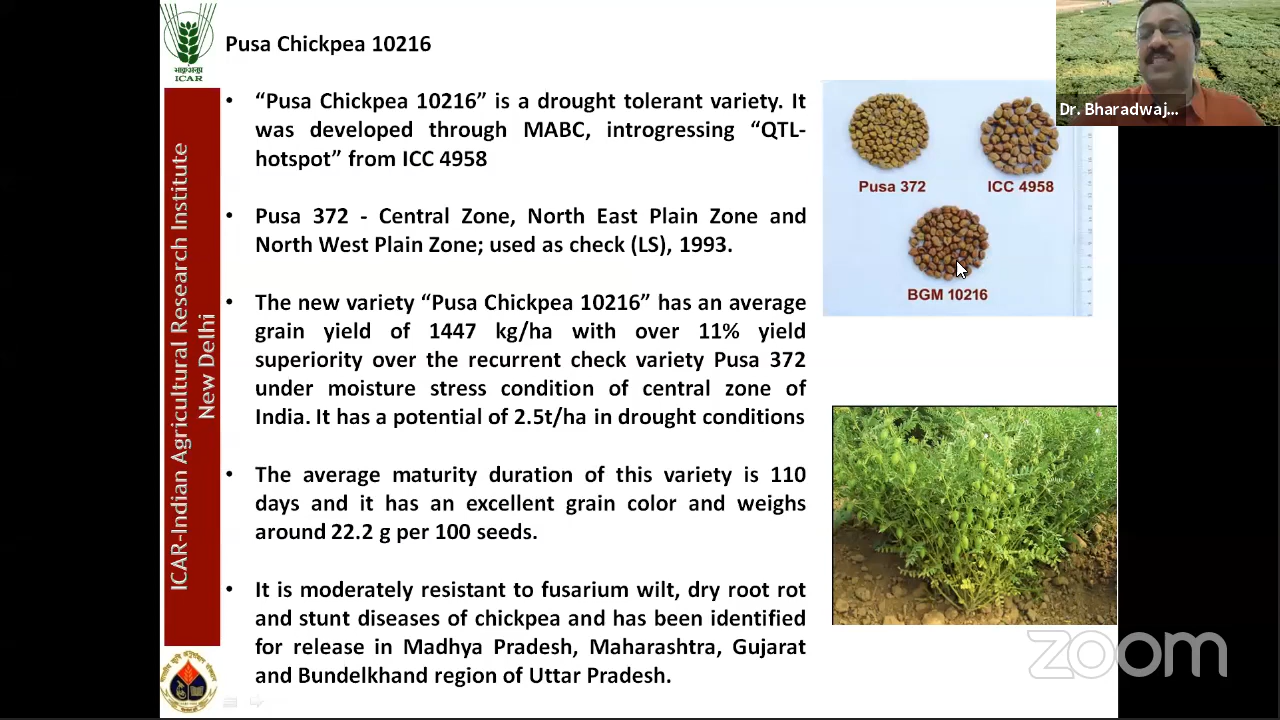 Pusa Chickpea 10216
• “Pusa Chickpea 10216” is a drought tolerant variety. It
was developed through MABC, introgressing “QTL-
hotspot” from ICC 4958
• Pusa 372 - Central Zone, North East Plain Zone and
North West Plain Zone; used as check (LS), 1993.
• The new variety “Pusa Chickpea 10216” has an average
grain yield of 1447 kg/ha with over 11% yield
superiority over the recurrent check variety Pusa 372
under moisture stress condition of central zone of
India. It has a potential of 2.5t/ha in drought conditions
• The average maturity duration of this variety is 110
days and it has an excellent grain color and weighs
around 22.2 g per 100 seeds.
• It is moderately resistant to fusarium wilt, dry root rot
and stunt diseases of chickpea and has been identified
for release in Madhya Pradesh, Maharashtra, Gujarat
and Bundelkhand region of Uttar Pradesh.
ICAR
ICAR-Indian Agricultural Research Institute
New Delhi
Pusa 372
ICC 4958
BGM 10216
Dr. Bharadwaj...
zoom